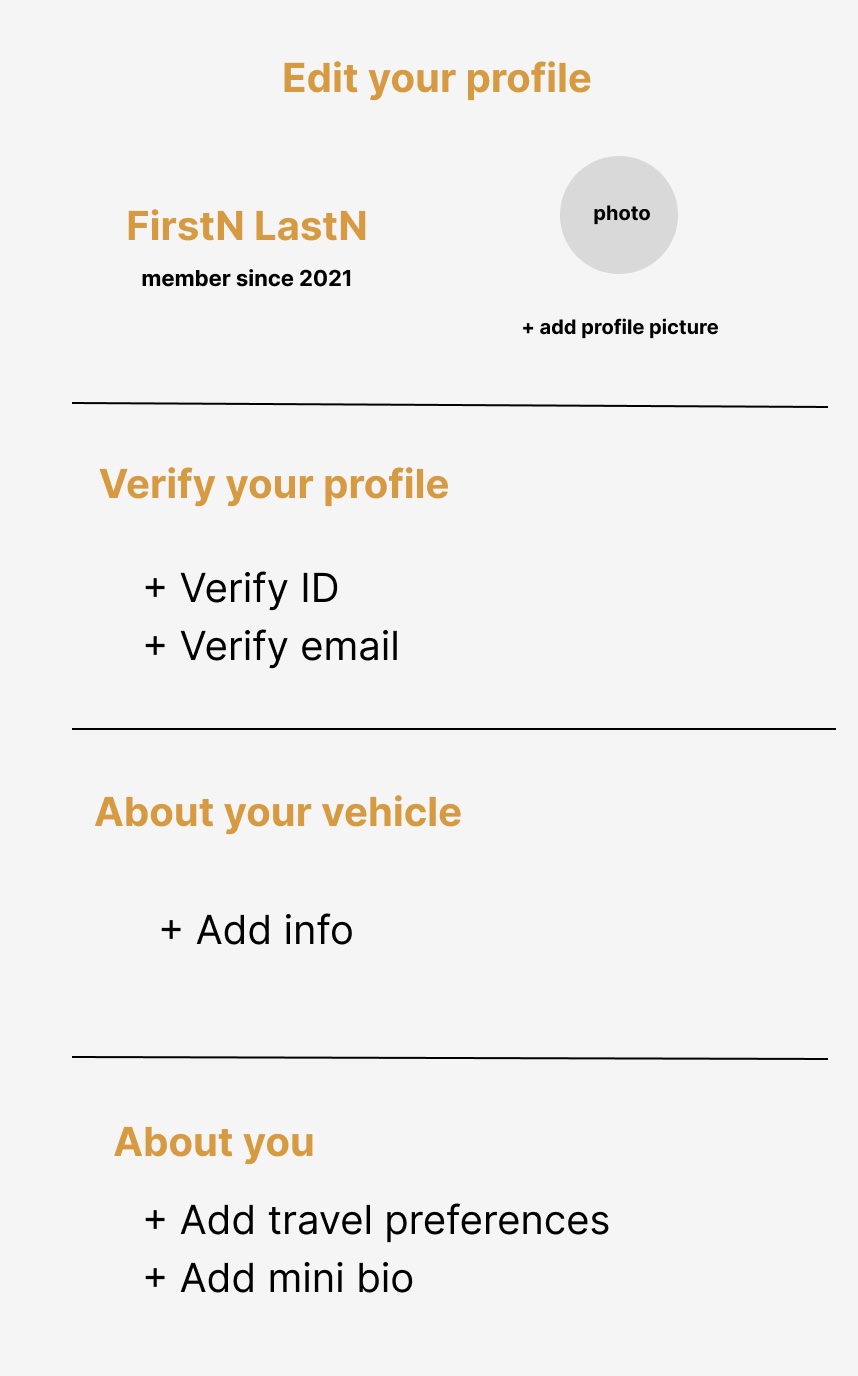 Edit your profile
FirstN LastN
member since 2021
photo
+ add profile picture
Verify your profile
+ Verify ID
+ Verify email
About your vehicle
+ Add info
About you
+ Add travel preferences
+ Add mini bio